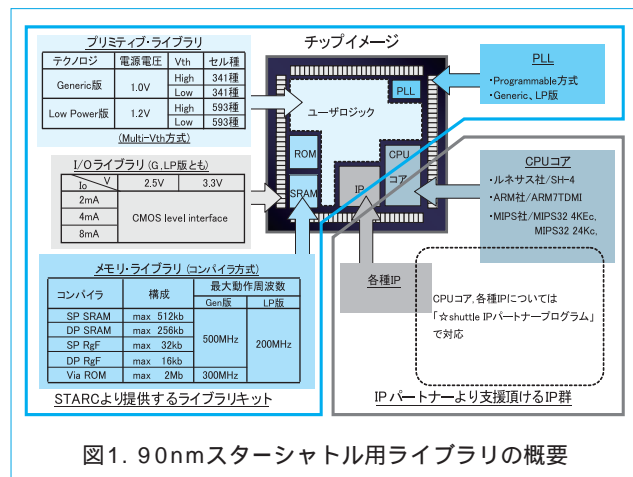 プリミティブ・ライブラリ
テクノロジ 電源電圧 Vth セル種
Generic版 1.0V High 341種
Low 341種
Low Power版 1.2V High 593種
Low 593種
(Multi-Vth方式)
チップイメージ
PLL
ユーザロジック
ROM
SRAM
IP
CPU
コア
PLL
・Programmable方式
・Generic、LP版
I/Oライブラリ(G,LP版とも)
Io V 2.5V 3.3V
2mA
4mA
8mA
CMOS level interface
CPUコア
・ルネサス社/SH-4
・ARM社/ARM7TDMI
・MIPS社/MIPS32 4KEc,
MIPS32 24Kc,
メモリ・ライブラリ(コンパイラ方式)
コンパイラ 構成 最大動作周波数
Gen版 LP版
SP SRAM max 512kb
DP SRAM max 256kb
SP RgF max 32kb
DP RgF max 16kb
Via ROM max 2Mb
500MHz
300MHz
200MHz
各種IP
CPUコア,各種IPについては
「☆shuttle IPパートナープログラム」
で対応
STARCより提供するライブラリキット
IPパートナーより支援頂けるIP群
図1. 90nmスターシャトル用ライブラリの概要